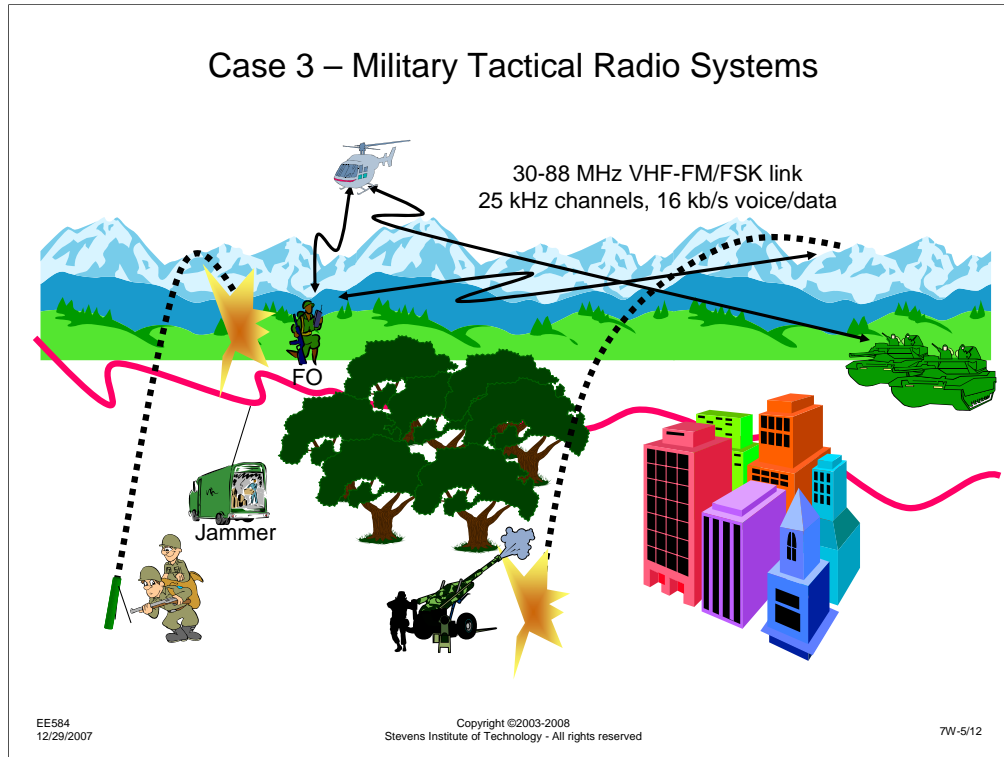 Case 3 – Military Tactical Radio Systems
30-88 MHz VHF-FM/FSK link
25 kHz channels, 16 kb/s voice/data
FO
Jammer
EE584
12/29/2007
Copyright ©2003-2008
Stevens Institute of Technology - All rights reserved
7W-5/12